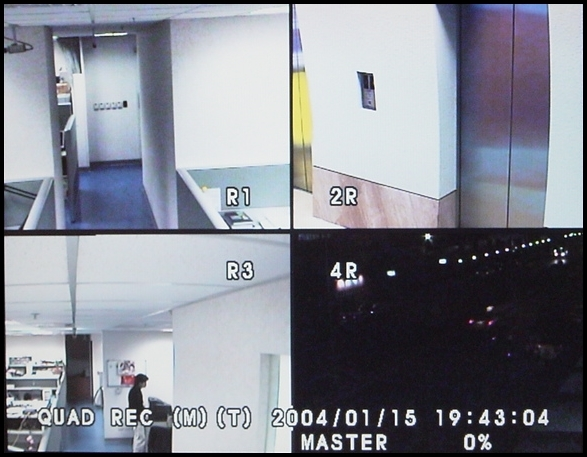 R1
2R
R3
4R
QUAD REC (M)(T) 2004/01/15 19:43:04
MASTER 0%